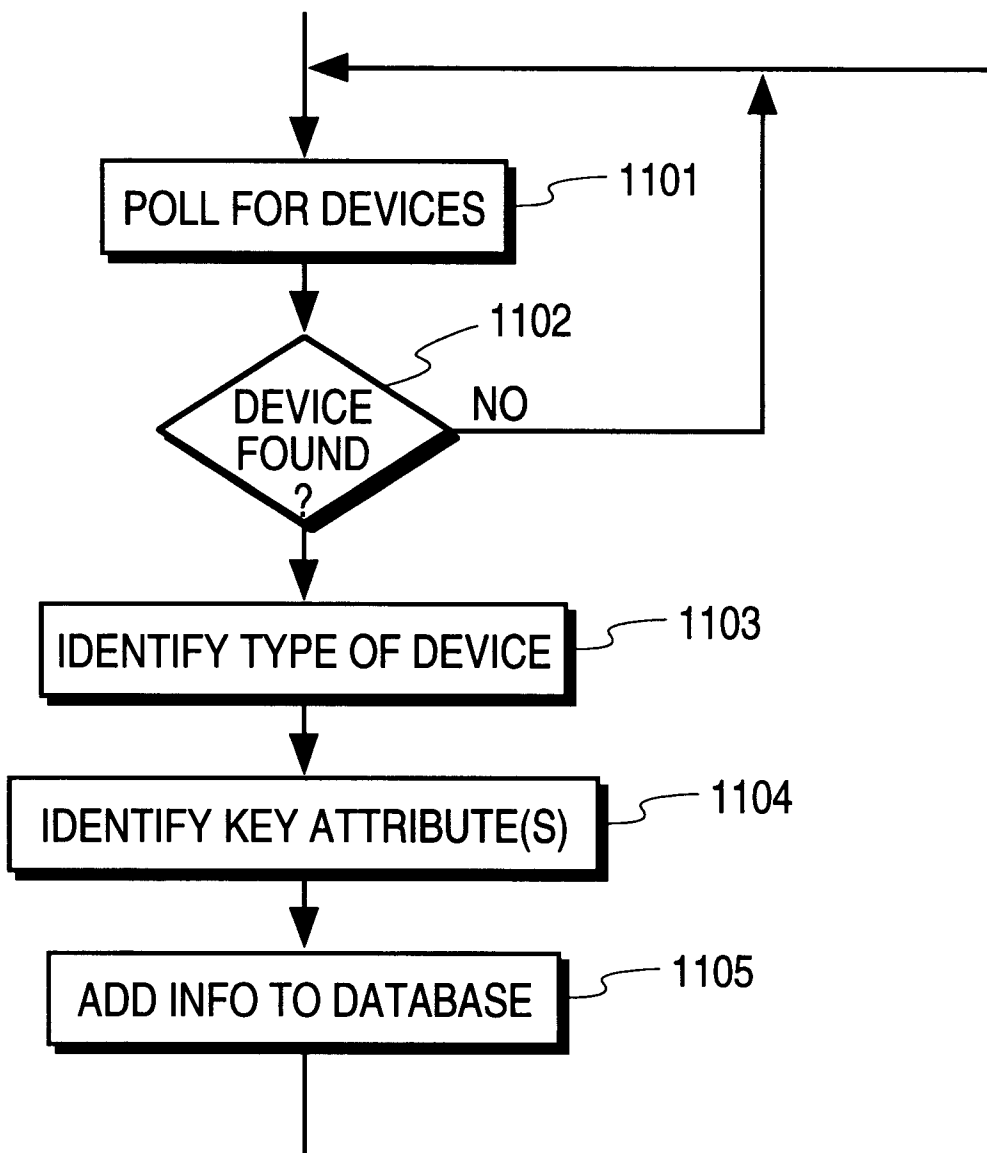 POLL FOR DEVICES
1101
1102
DEVICE
FOUND
?
NO
IDENTIFY TYPE OF DEVICE
1103
IDENTIFY KEY ATTRIBUTE(S)
1104
ADD INFO TO DATABASE
1105